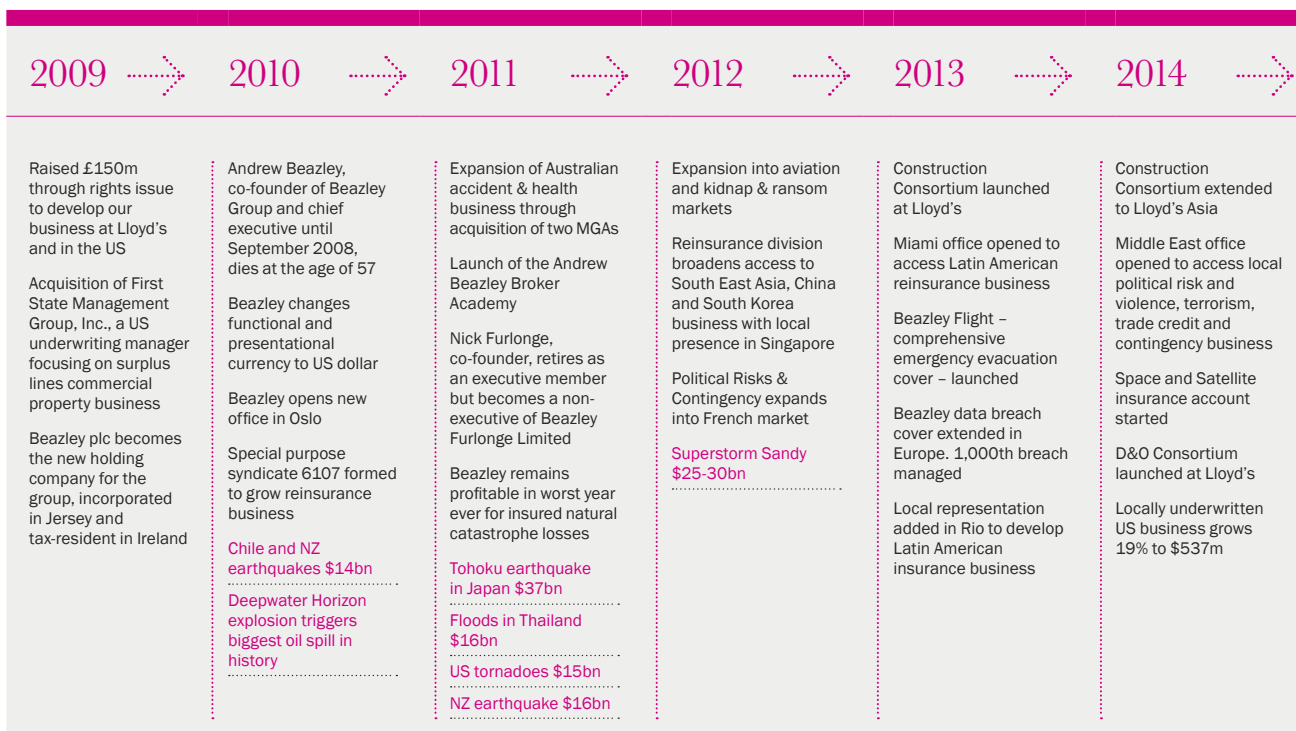 2009
2010
2011
2012
2013
2014
Raised £150m
through rights issue
to develop our
business at Lloyd's
and in the US
Acquisition of First
State Management
Group, Inc., a US
underwriting manager
focusing on surplus
lines commercial
property business
Beazley plc becomes
the new holding
company for the
group, incorporated
in Jersey and
tax-resident in Ireland
Andrew Beazley,
co-founder of Beazley
Group and chief
executive until
September 2008,
dies at the age of 57
Beazley changes
functional and
presentational
currency to US dollar
Beazley opens new
office in Oslo
Special purpose
syndicate 6107 formed
to grow reinsurance
business
Chile and NZ
earthquakes $14bn
Deepwater Horizon
explosion triggers
biggest oil spill in
history
Expansion of Australian
accident & health
business through
acquisition of two MGAs
Launch of the Andrew
Beazley Broker
Academy
Nick Furlonge,
co-founder, retires as
an executive member
but becomes a non-
executive of Beazley
Furlonge Limited
Beazley remains
profitable in worst year
ever for insured natural
catastrophe losses
Tohoku earthquake
in Japan $37bn
Floods in Thailand
$16bn
US tornadoes $15bn
NZ earthquake $16bn
Expansion into aviation
and kidnap & ransom
markets
Reinsurance division
broadens access to
South East Asia, China
and South Korea
business with local
presence in Singapore
Political Risks &
Contingency expands
into French market
Superstorm Sandy
$25-30bn
Construction
Consortium launched
at Lloyd's
Miami office opened to
access Latin American
reinsurance business
Beazley Flight –
comprehensive
emergency evacuation
cover – launched
Beazley data breach
cover extended in
Europe. 1,000th breach
managed
Local representation
added in Rio to develop
Latin American
insurance business
Construction
Consortium extended
to Lloyd's Asia
Middle East office
opened to access local
political risk and
violence, terrorism,
trade credit and
contingency business
Space and Satellite
insurance account
started
D&O Consortium
launched at Lloyd's
Locally underwritten
US business grows
19% to $537m